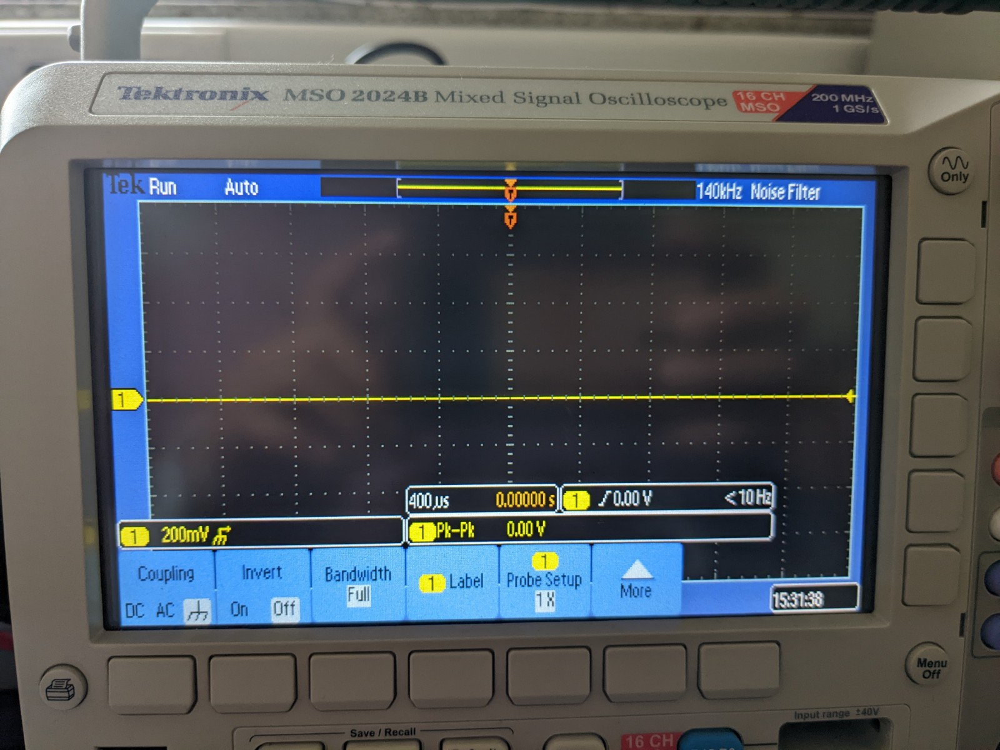 Tektronix MSO 2024B Mixed Signal Oscilloscope 16 CH MSO 200 MHz 1 GS/s
Only
Tek Run Auto 140kHz Noise Filter
1
400µs 0.00000 s 1 0.00 V <10 Hz
1 200mV 1 Pk-Pk 0.00 V
Coupling Invert Bandwidth 1 Label 1 Probe Setup More
DC AC On Off Full 1 X
15:31:38
Menu Off
Input range ±40V
Save / Recall
16 CH